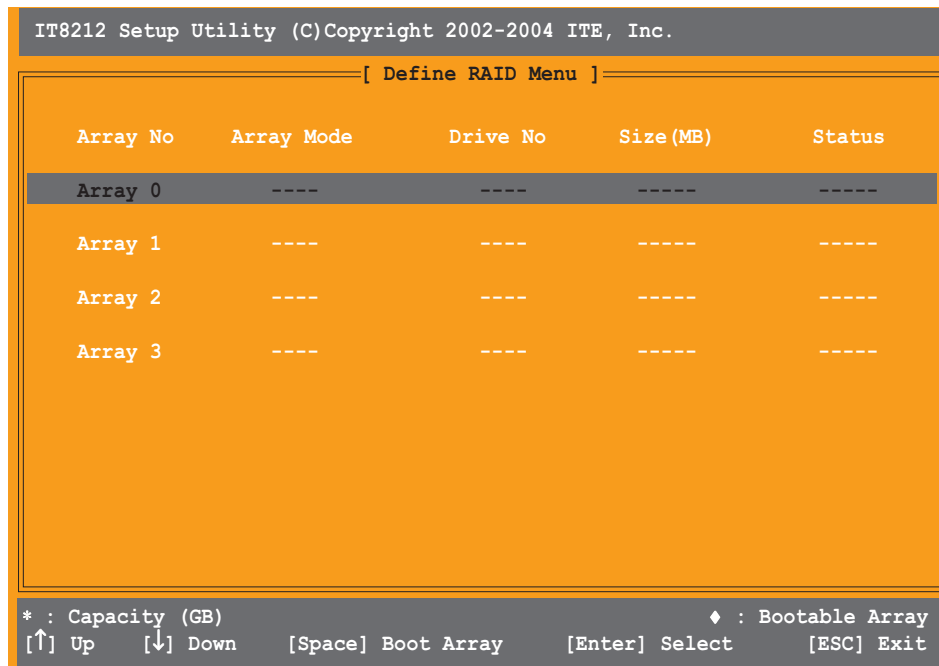 IT8212 Setup Utility (C)Copyright 2002-2004 ITE, Inc.
[ Define RAID Menu ]
Array No Array Mode Drive No Size(MB) Status
Array 0 ---- ---- ----- -----
Array 1 ---- ---- ----- -----
Array 2 ---- ---- ----- -----
Array 3 ---- ---- ----- -----
* : Capacity (GB) ♦ : Bootable Array
[↑] Up [↓] Down [Space] Boot Array [Enter] Select [ESC] Exit